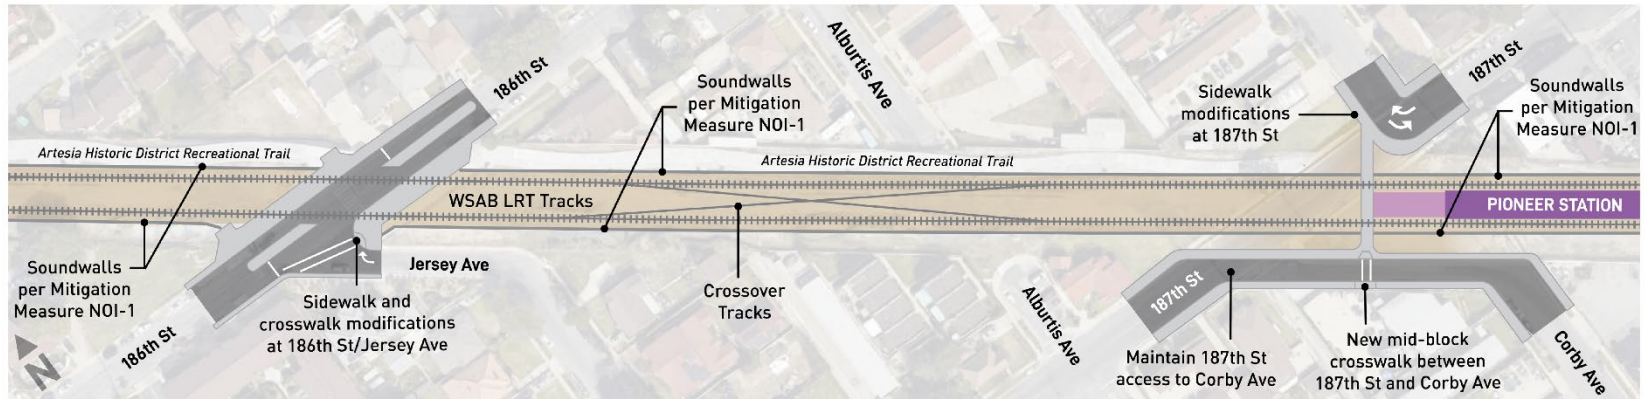 186th St
Alburtis Ave
Soundwalls
per Mitigation
Measure NOI-1
Sidewalk
modifications
at 187th St
187th St
Soundwalls
per Mitigation
Measure NOI-1
Artesia Historic District Recreational Trail
Artesia Historic District Recreational Trail
WSAB LRT Tracks
PIONEER STATION
Soundwalls
per Mitigation
Measure NOI-1
Jersey Ave
Sidewalk and
crosswalk modifications
at 186th St/Jersey Ave
Crossover
Tracks
187th St
Alburtis Ave
Maintain 187th St
access to Corby Ave
New mid-block
crosswalk between
187th St and Corby Ave
Corby Ave
186th St
N